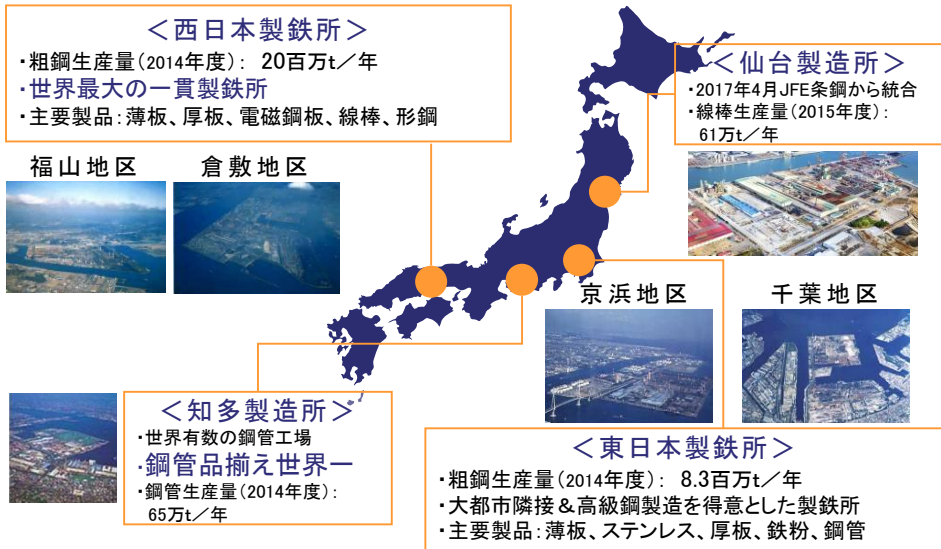 ＜西日本製鉄所＞
・粗鋼生産量(2014年度)： 20百万t／年
・世界最大の一貫製鉄所
・主要製品：薄板、厚板、電磁鋼板、線棒、形鋼
＜仙台製造所＞
・2017年4月JFE条鋼から統合
・線棒生産量(2015年度)：
61万t／年
福山地区
倉敷地区
京浜地区
千葉地区
＜知多製造所＞
・世界有数の鋼管工場
・鋼管品揃え世界一
・鋼管生産量(2014年度)：
65万t／年
＜東日本製鉄所＞
・粗鋼生産量(2014年度)： 8.3百万t／年
・大都市隣接＆高級鋼製造を得意とした製鉄所
・主要製品：薄板、ステンレス、厚板、鉄粉、鋼管